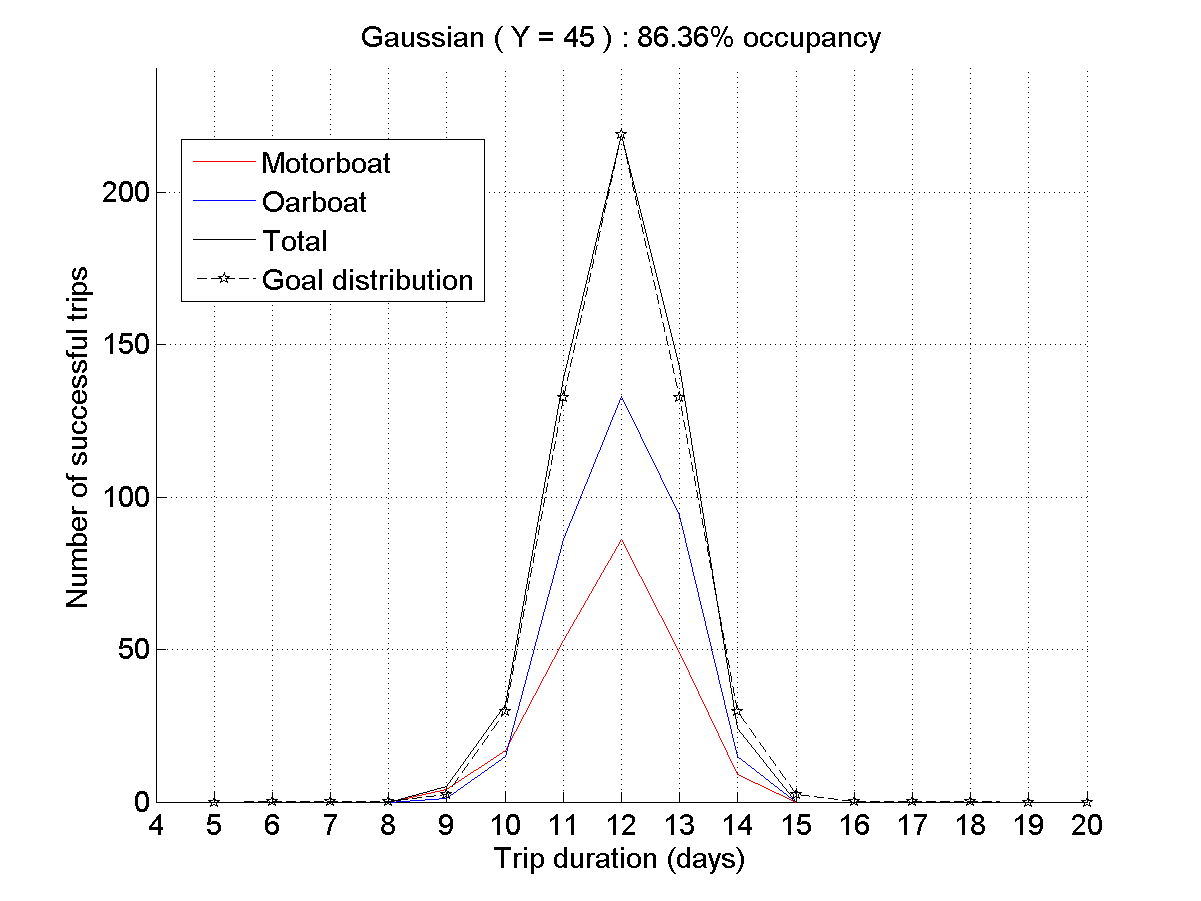 Gaussian ( Y = 45 ) : 86.36% occupancy
Motorboat
Oarboat
Total
Goal distribution
Number of successful trips
200
150
100
50
0
4 5 6 7 8 9 10 11 12 13 14 15 16 17 18 19 20
Trip duration (days)